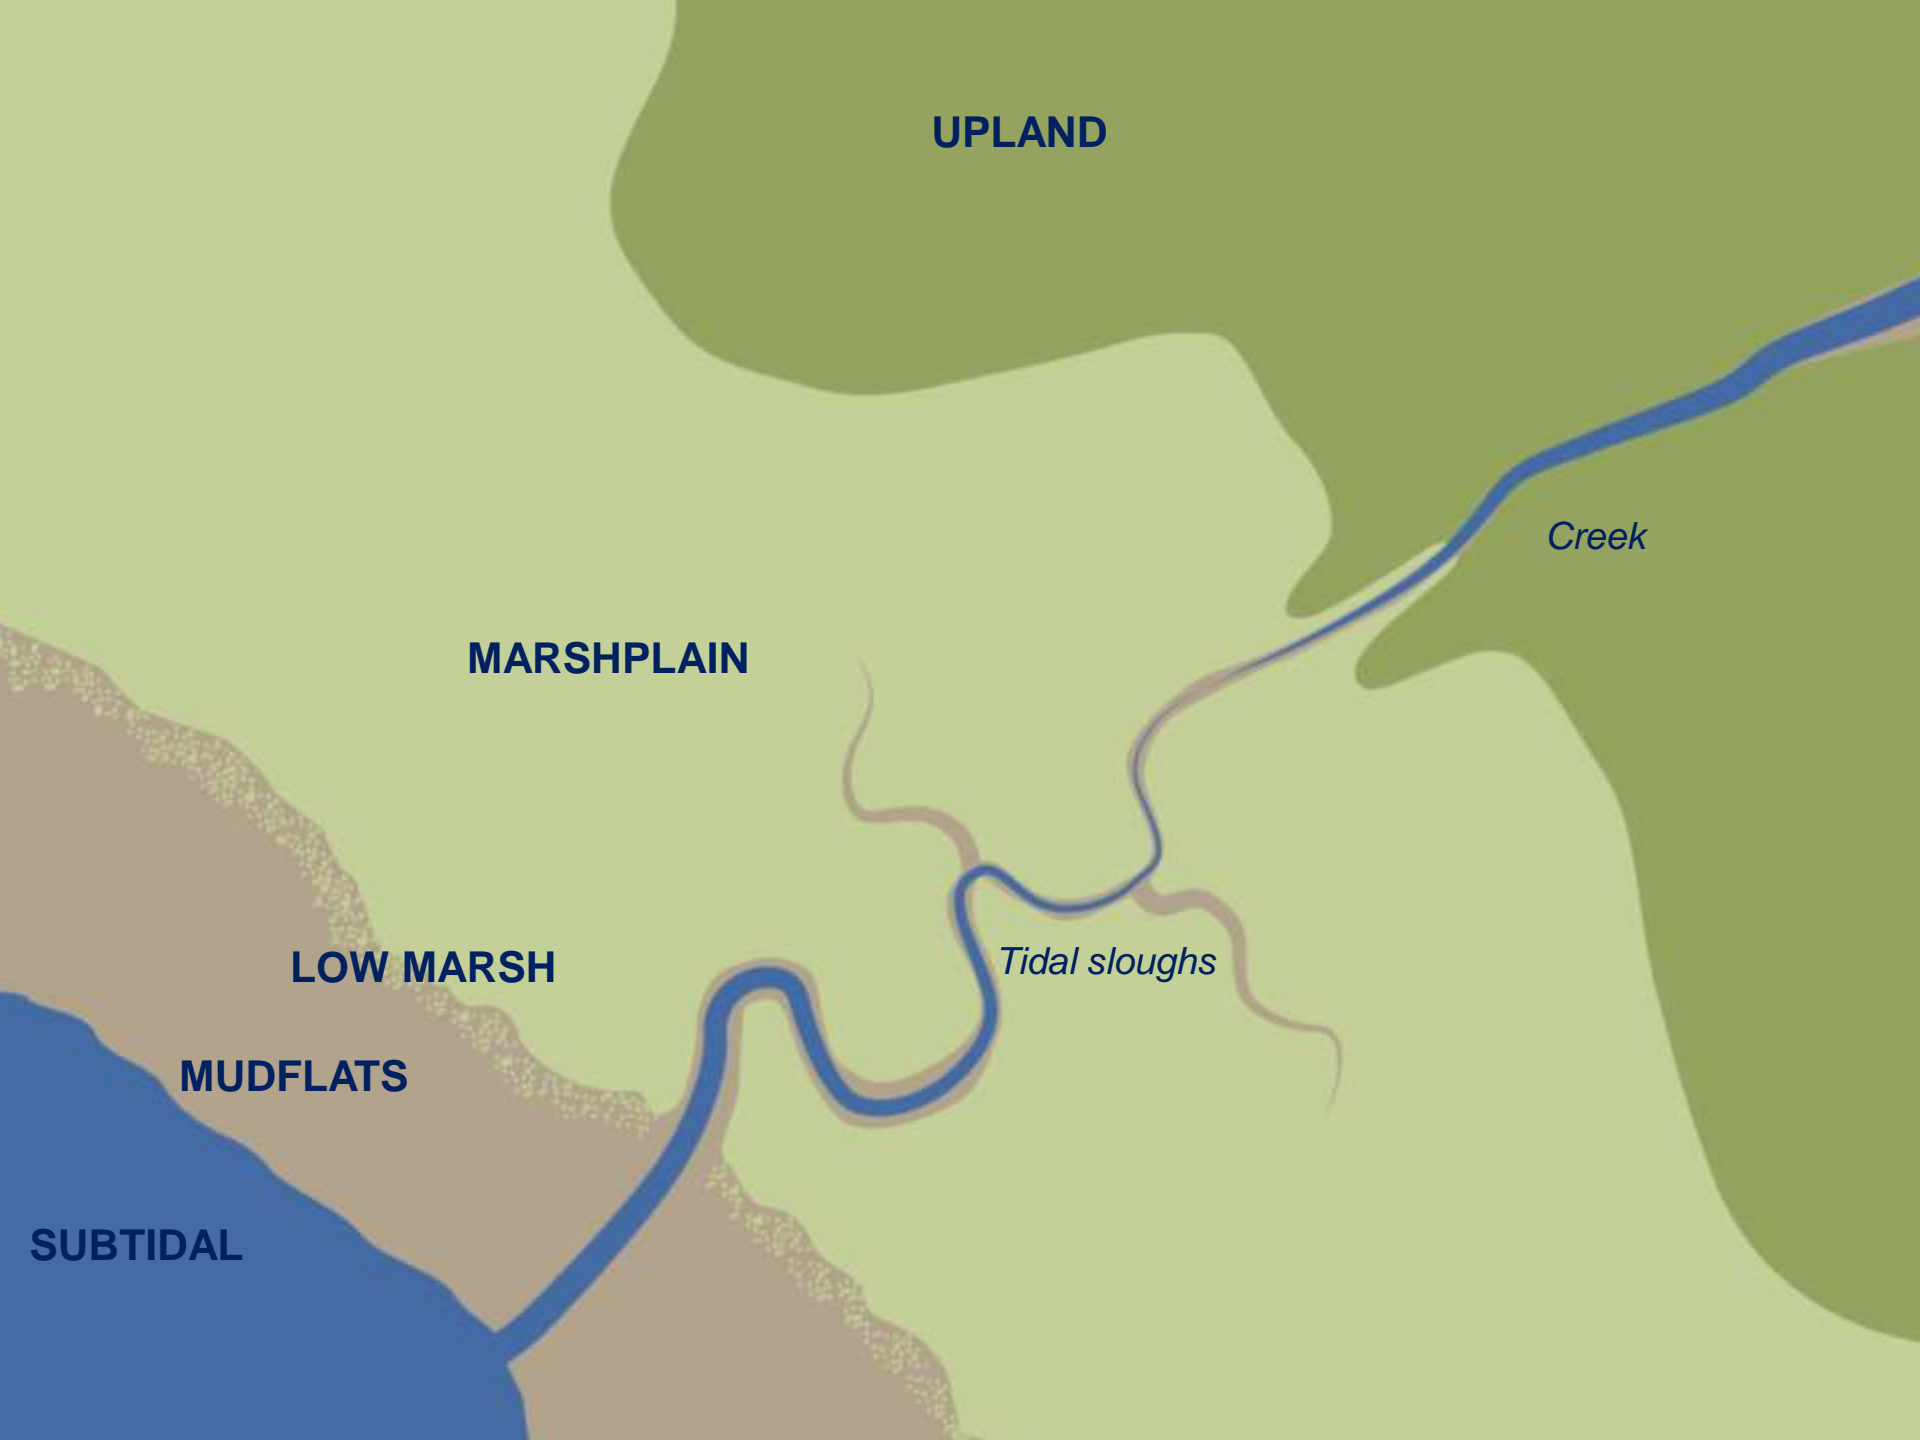 UPLAND
Creek
MARSHPLAIN
Tidal sloughs
LOW MARSH
MUDFLATS
SUBTIDAL